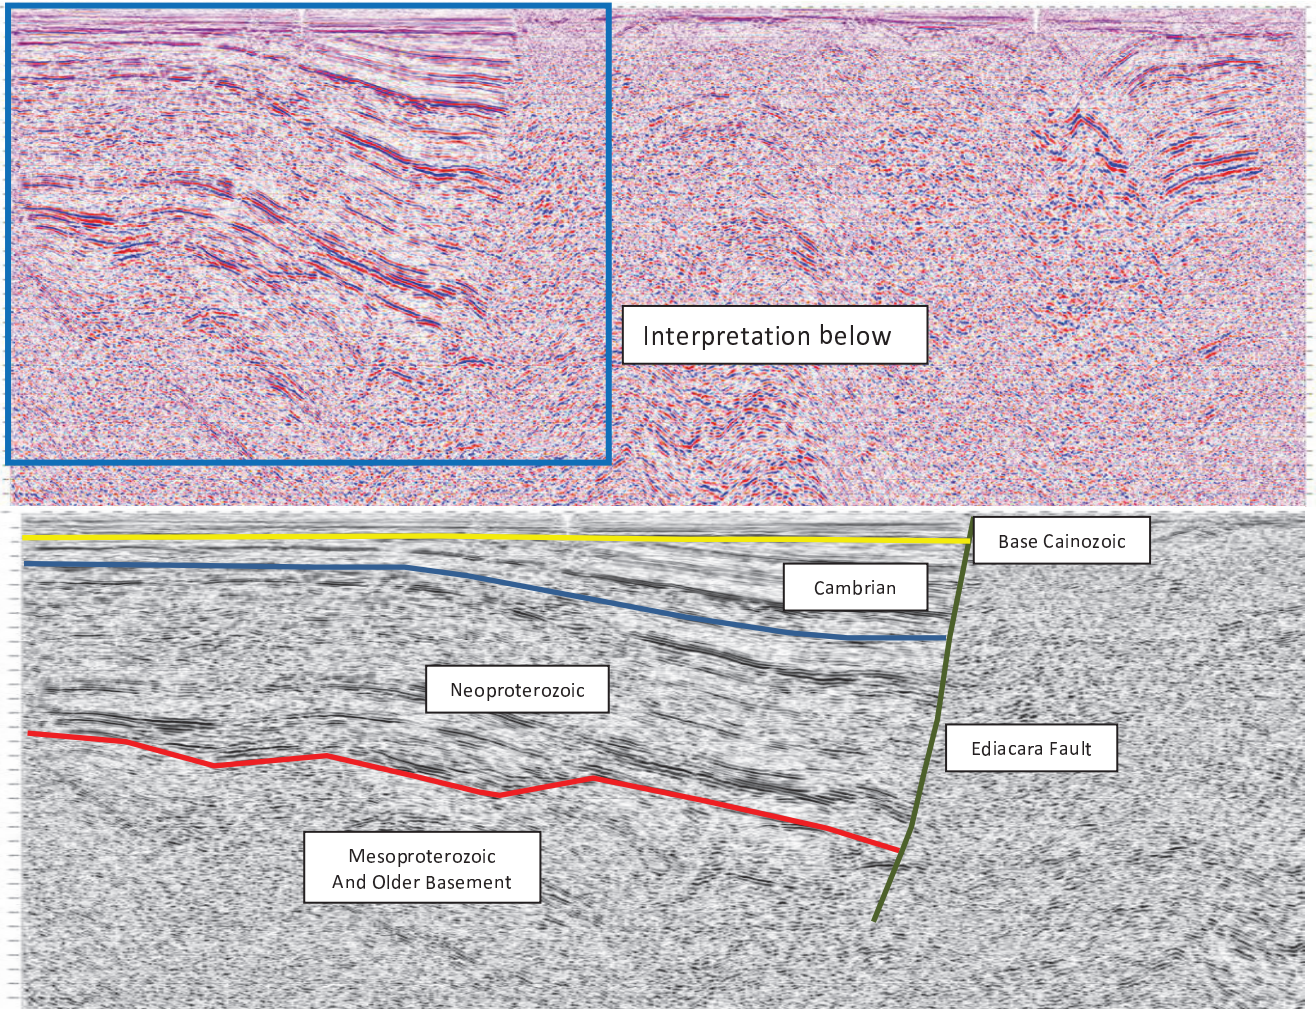 Interpretation below
Base Cainozoic
Cambrian
Neoproterozoic
Ediacara Fault
Mesoproterozoic
And Older Basement